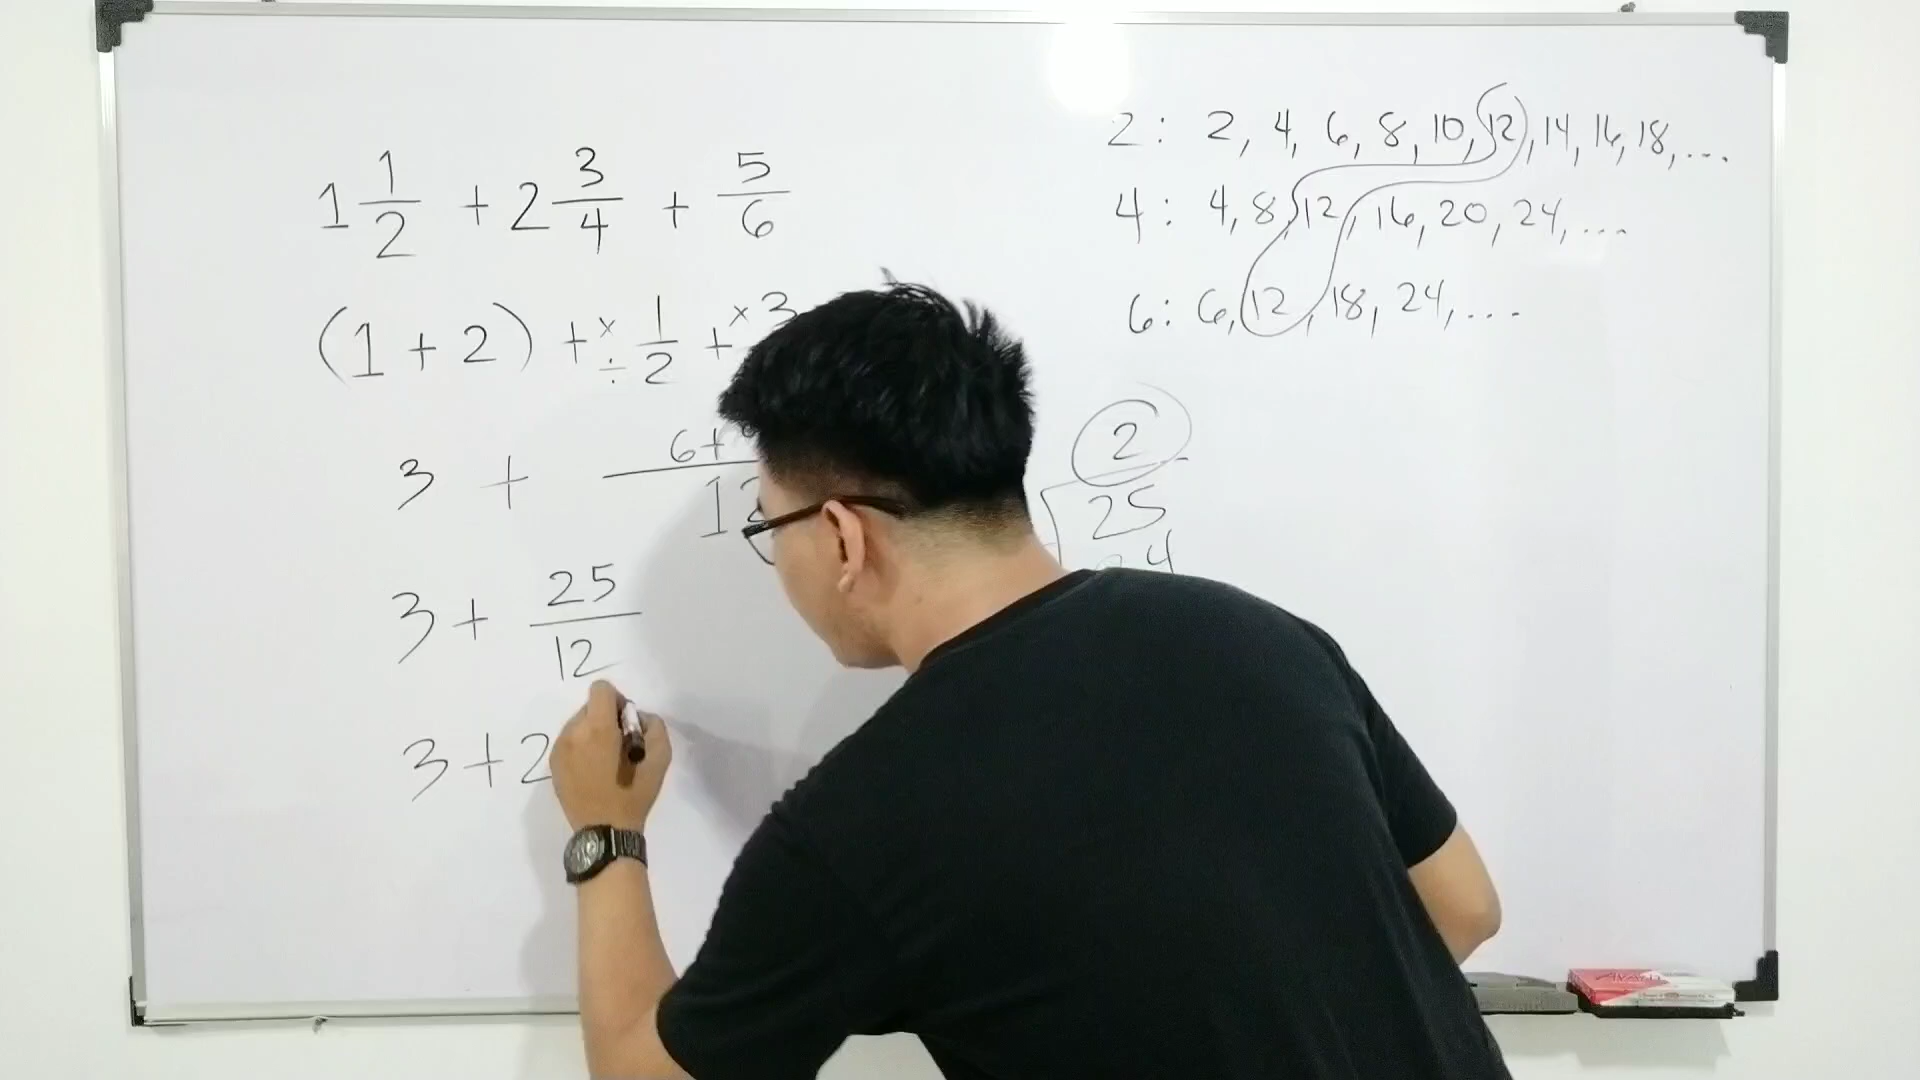 1 1/2 + 2 3/4 + 5/6
(1 + 2) + × ÷ 1/2 + × 3
3 + 6+ 12
3 + 25/12
3 + 2
2: 2, 4, 6, 8, 10, 12, 14, 16, 18, ...
4: 4, 8, 12, 16, 20, 24, ...
6: 6, 12, 18, 24, ...
2
25
24